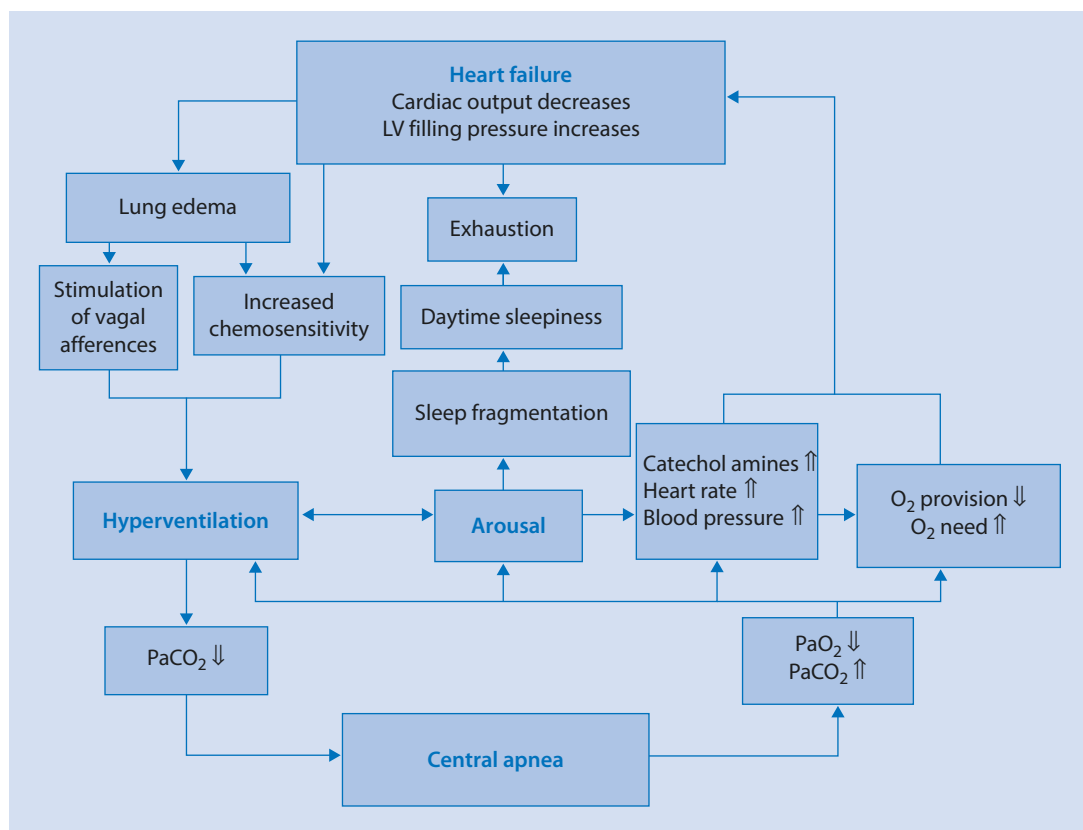 Heart failure
Cardiac output decreases
LV filling pressure increases
Lung edema
Exhaustion
Stimulation
of vagal
afferences
Increased
chemosensitivity
Daytime sleepiness
Sleep fragmentation
Catechol amines ⇑
Heart rate ⇑
Blood pressure ⇑
O₂ provision ⇓
O₂ need ⇑
Hyperventilation
Arousal
PaCO₂ ⇓
PaO₂ ⇓
PaCO₂ ⇑
Central apnea